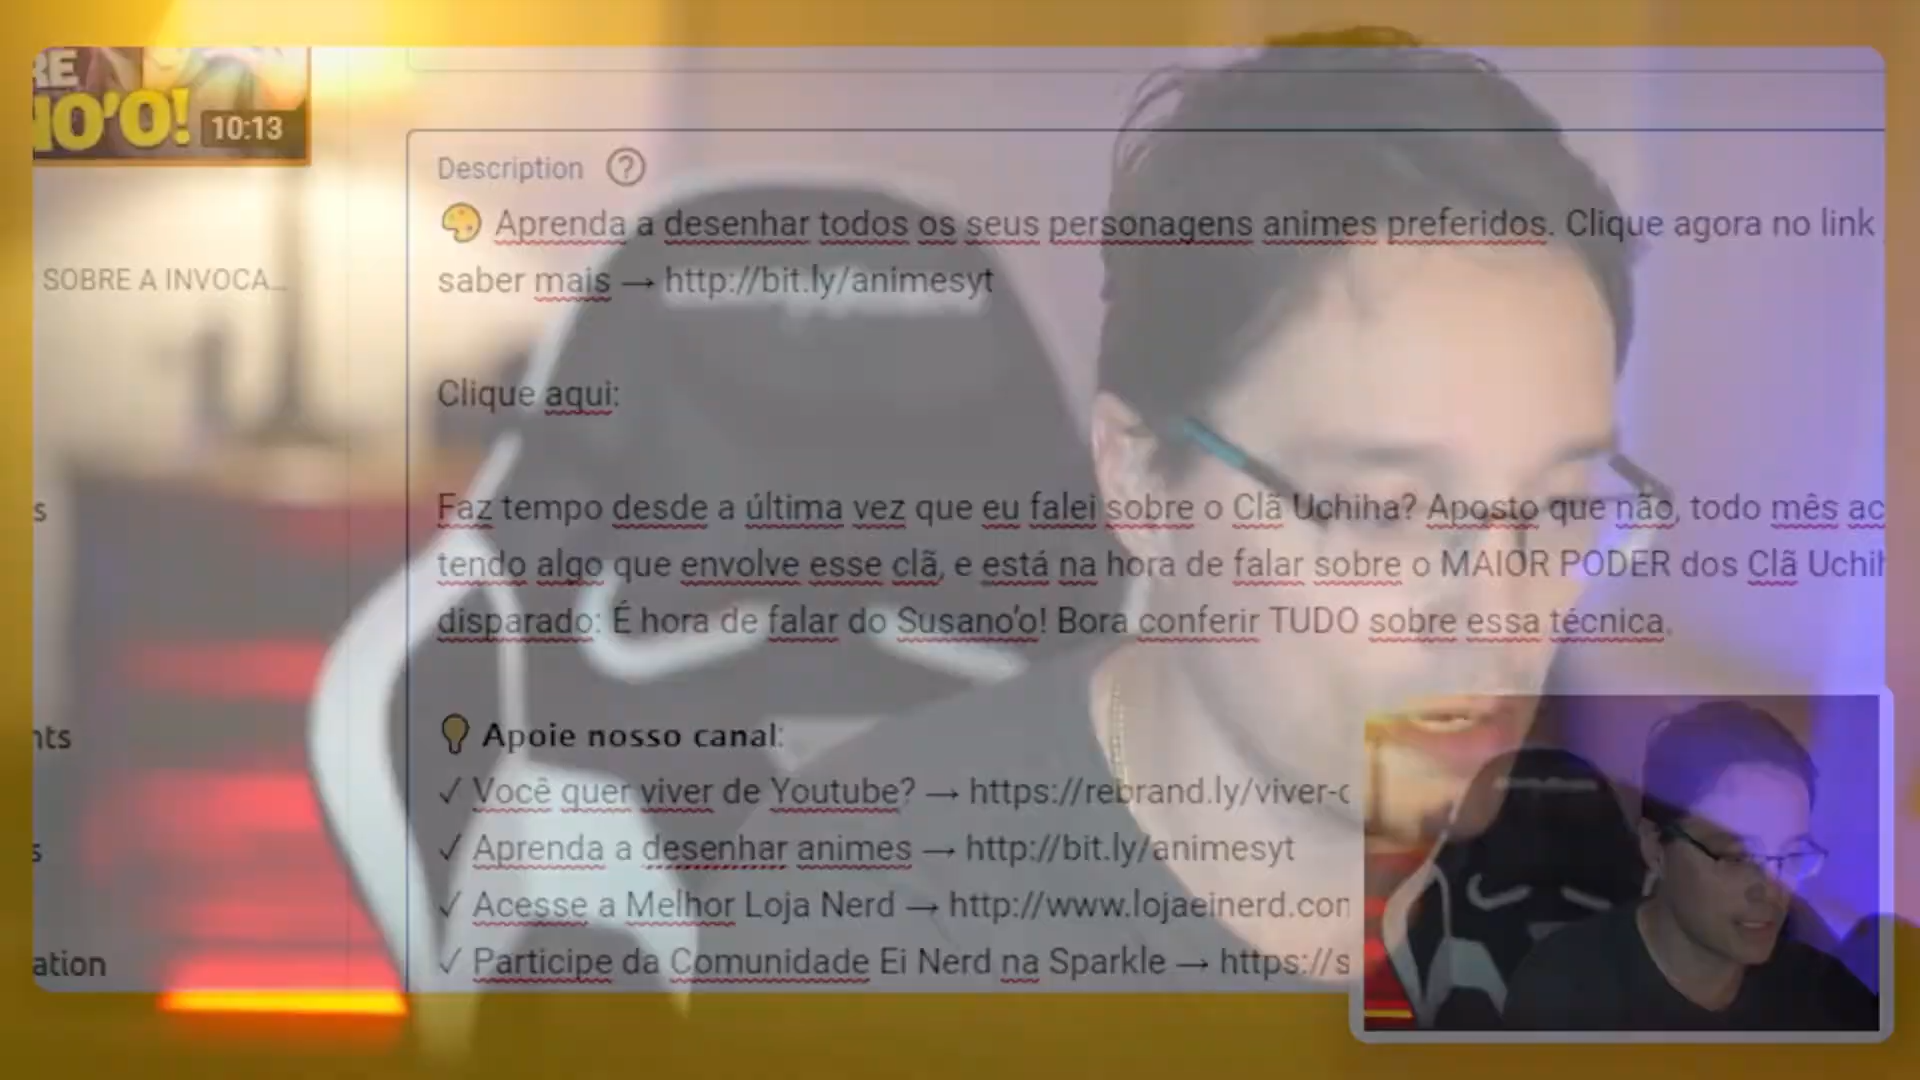 RE
NO'O!
10:13
Description ?
🎨 Aprenda a desenhar todos os seus personagens animes preferidos. Clique agora no link
saber mais → http://bit.ly/animesyt
SOBRE A INVOCA...
Clique aqui:
s
Faz tempo desde a última vez que eu falei sobre o Clã Uchiha? Aposto que não, todo mês ac
tendo algo que envolve esse clã, e está na hora de falar sobre o MAIOR PODER dos Clã Uchih
disparado: É hora de falar do Susano'o! Bora conferir TUDO sobre essa técnica.
nts
💡 Apoie nosso canal:
✓ Você quer viver de Youtube? → https://rebrand.ly/viver-
s
✓ Aprenda a desenhar animes → http://bit.ly/animesyt
✓ Acesse a Melhor Loja Nerd → http://www.lojaeinerd.com
ation
✓ Participe da Comunidade Ei Nerd na Sparkle → https://s